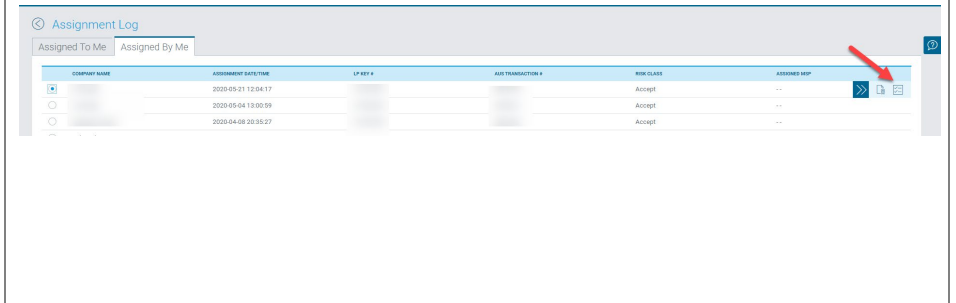 Assignment Log
Assigned To Me Assigned By Me
COMPANY NAME ASSIGNMENT DATE/TIME LP KEY # AUS TRANSACTION # RISK CLASS ASSIGNED MSP
2020-05-21 12:04:17 Accept --
2020-05-04 13:00:59 Accept --
2020-04-08 20:35:27 Accept --